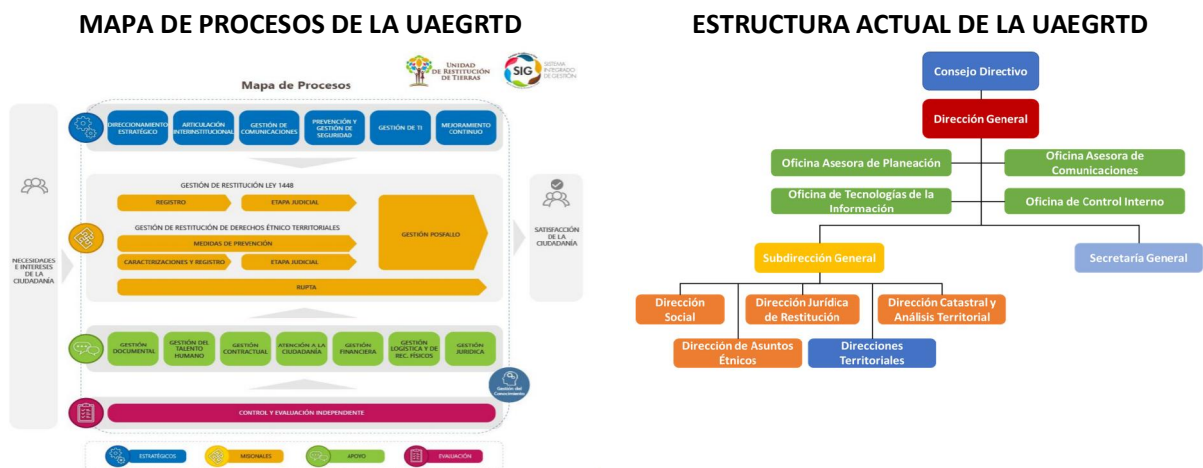 MAPA DE PROCESOS DE LA UAEGRTD
UNIDAD
DE RESTITUCIÓN
DE TIERRAS
SIG
SISTEMA
INTEGRADO
DE GESTIÓN
Mapa de Procesos
NECESIDADES
E INTERESES
DE LA
CIUDADANÍA
DIRECCIONAMIENTO
ESTRATÉGICO
ARTICULACIÓN
INTERINSTITUCIONAL
GESTIÓN DE
COMUNICACIONES
PREVENCIÓN Y
GESTIÓN DE
SEGURIDAD
GESTIÓN DE TI
MEJORAMIENTO
CONTINUO
GESTIÓN DE RESTITUCIÓN LEY 1448
REGISTRO
ETAPA JUDICIAL
GESTIÓN DE RESTITUCIÓN DE DERECHOS ÉTNICO TERRITORIALES
MEDIDAS DE PREVENCIÓN
CARACTERIZACIONES Y REGISTRO
ETAPA JUDICIAL
GESTIÓN POSFALLO
RUPTA
SATISFACCIÓN
DE LA
CIUDADANÍA
GESTIÓN
DOCUMENTAL
GESTIÓN DEL
TALENTO
HUMANO
GESTIÓN
CONTRACTUAL
ATENCIÓN A LA
CIUDADANÍA
GESTIÓN
FINANCIERA
GESTIÓN
LOGÍSTICA Y DE
REC. FÍSICOS
GESTIÓN
JURÍDICA
Gestión del
Conocimiento
CONTROL Y EVALUACIÓN INDEPENDIENTE
ESTRATÉGICOS
MISIONALES
APOYO
EVALUACIÓN
ESTRUCTURA ACTUAL DE LA UAEGRTD
Consejo Directivo
Dirección General
Oficina Asesora de Planeación
Oficina Asesora de
Comunicaciones
Oficina de Tecnologías de la
Información
Oficina de Control Interno
Subdirección General
Secretaría General
Dirección
Social
Dirección Jurídica
de Restitución
Dirección Catastral y
Análisis Territorial
Dirección de Asuntos
Étnicos
Direcciones
Territoriales